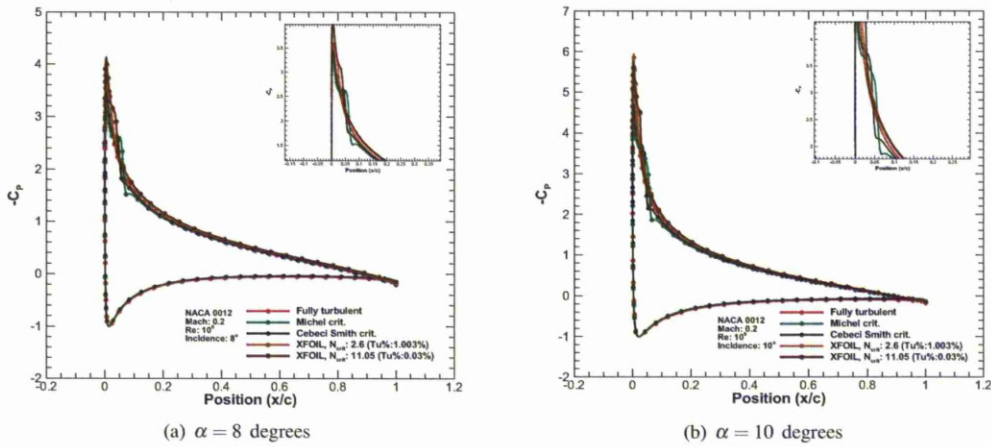 5
4
3
2
1
0
-1
-2
-C_P
-0.2 0 0.2 0.4 0.6 0.8 1 1.2
Position (x/c)
Position (x/c)
NACA 0012
Mach: 0.2
Re: 10⁶
Incidence: 8°
Fully turbulent
Michel crit.
Cebeci Smith crit.
XFOIL, N_crit: 2.6 (Tu%:1.003%)
XFOIL, N_crit: 11.05 (Tu%:0.03%)
(a) α = 8 degrees
7
6
5
4
3
2
1
0
-1
-2
-C_P
-0.2 0 0.2 0.4 0.6 0.8 1 1.2
Position (x/c)
Position (x/c)
NACA 0012
Mach: 0.2
Re: 10⁶
Incidence: 10°
Fully turbulent
Michel crit.
Cebeci Smith crit.
XFOIL, N_crit: 2.6 (Tu%:1.003%)
XFOIL, N_crit: 11.05 (Tu%:0.03%)
(b) α = 10 degrees